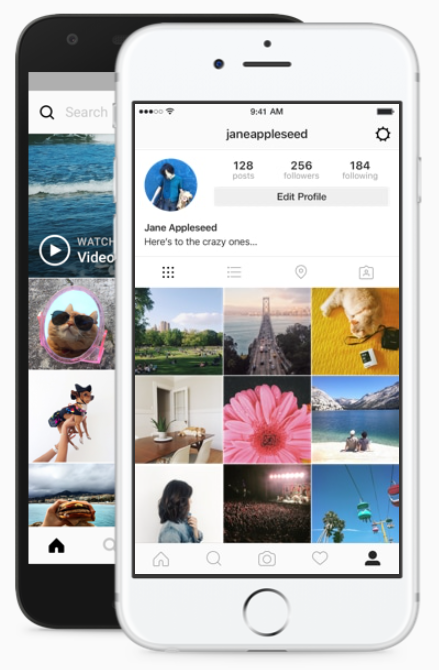 Search
WATCH
Video
9:41 AM
janeappleseed
128 256 184
posts followers following
Edit Profile
Jane Appleseed
Here's to the crazy ones...